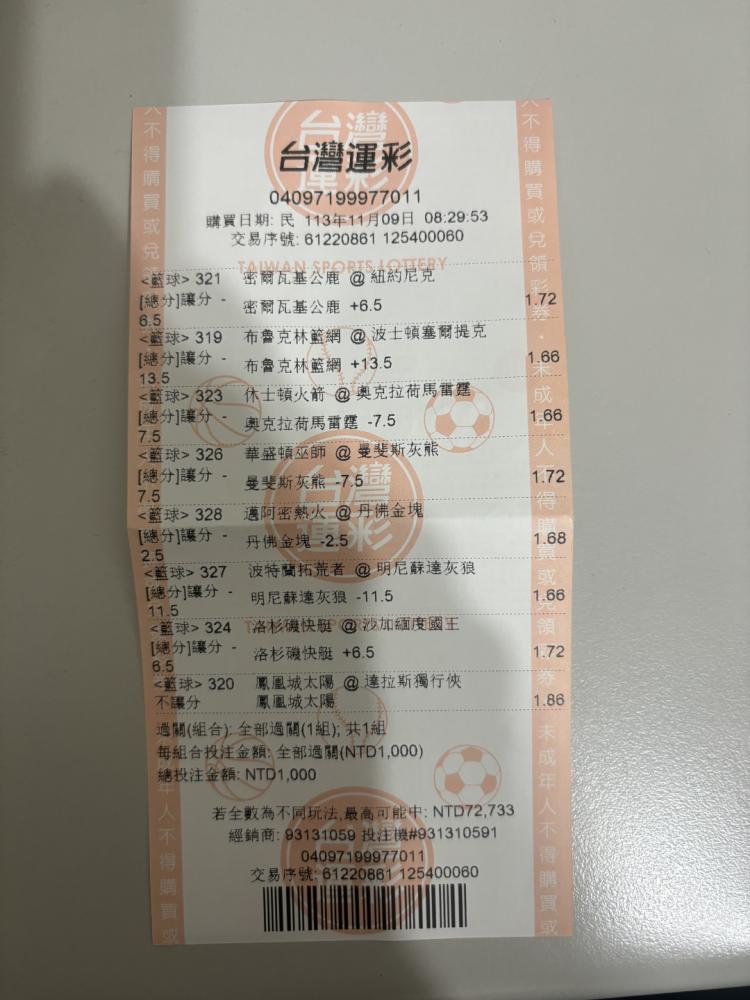 台灣運彩
04097199977011
購買日期: 民 113年11月09日 08:29:53
交易序號: 61220861 125400060
TAIWAN SPORTS LOTTERY
<籃球> 321 密爾瓦基公鹿 @ 紐約尼克
[總分]讓分 - 6.5 密爾瓦基公鹿 +6.5 1.72
<籃球> 319 布魯克林籃網 @ 波士頓塞爾提克
[總分]讓分 - 13.5 布魯克林籃網 +13.5 1.66
<籃球> 323 休士頓火箭 @ 奧克拉荷馬雷霆
[總分]讓分 - 7.5 奧克拉荷馬雷霆 -7.5 1.66
<籃球> 326 華盛頓巫師 @ 曼斐斯灰熊
[總分]讓分 - 7.5 曼斐斯灰熊 -7.5 1.72
<籃球> 328 邁阿密熱火 @ 丹佛金塊
[總分]讓分 - 2.5 丹佛金塊 -2.5 1.68
<籃球> 327 波特蘭拓荒者 @ 明尼蘇達灰狼
[總分]讓分 - 11.5 明尼蘇達灰狼 -11.5 1.66
<籃球> 324 洛杉磯快艇 @ 沙加緬度國王
[總分]讓分 - 6.5 洛杉磯快艇 +6.5 1.72
<籃球> 320 鳳凰城太陽 @ 達拉斯獨行俠
不讓分 鳳凰城太陽 1.86
過關(組合): 全部過關(1組); 共1組
每組合投注金額: 全部過關(NTD1,000)
總投注金額: NTD1,000
若全數為不同玩法,最高可能中: NTD72,733
經銷商: 93131059 投注機#931310591
04097199977011
交易序號: 61220861 125400060
人不得購買或兌
人不得購買或兌領彩券・未成年人不得購買或兌領
券
未成年人不得購買或
年人不得購買或